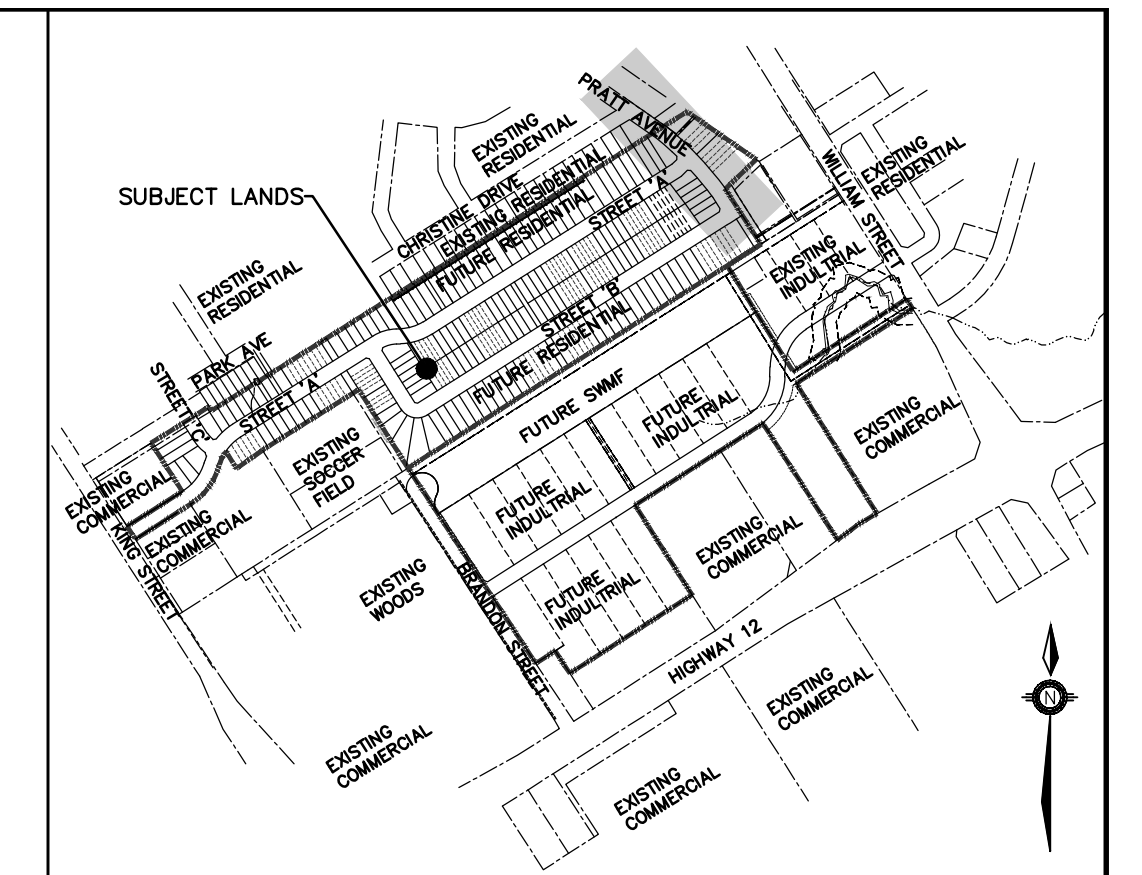 PRATT AVENUE
EXISTING
RESIDENTIAL
WILLIAM STREET
EXISTING
RESIDENTIAL
SUBJECT LANDS
CHRISTINE DRIVE
EXISTING RESIDENTIAL
FUTURE RESIDENTIAL
STREET 'A'
EXISTING
RESIDENTIAL
EXISTING
INDULTRIAL
STREET 'B'
FUTURE RESIDENTIAL
PARK AVE
STREET 'C'
STREET 'A'
FUTURE SWMF
FUTURE
INDULTRIAL
EXISTING
COMMERCIAL
EXISTING
SOCCER
FIELD
EXISTING
COMMERCIAL
KING STREET
EXISTING
COMMERCIAL
FUTURE
INDULTRIAL
EXISTING
COMMERCIAL
EXISTING
WOODS
BRANDON STREET
FUTURE
INDULTRIAL
HIGHWAY 12
EXISTING
COMMERCIAL
N
EXISTING
COMMERCIAL
EXISTING
COMMERCIAL